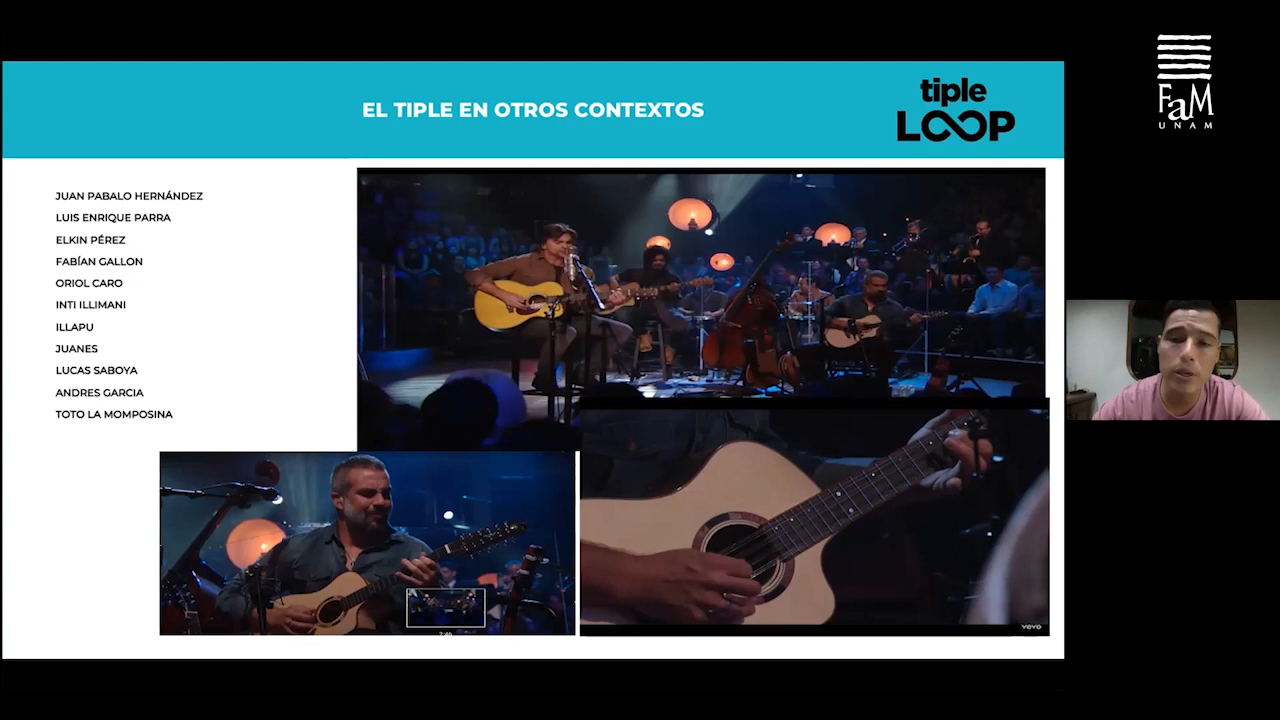 EL TIPLE EN OTROS CONTEXTOS
tiple
LOOP
FaM
UNAM
JUAN PABALO HERNÁNDEZ
LUIS ENRIQUE PARRA
ELKIN PÉREZ
FABÍAN GALLON
ORIOL CARO
INTI ILLIMANI
ILLAPU
JUANES
LUCAS SABOYA
ANDRES GARCIA
TOTO LA MOMPOSINA
vevo